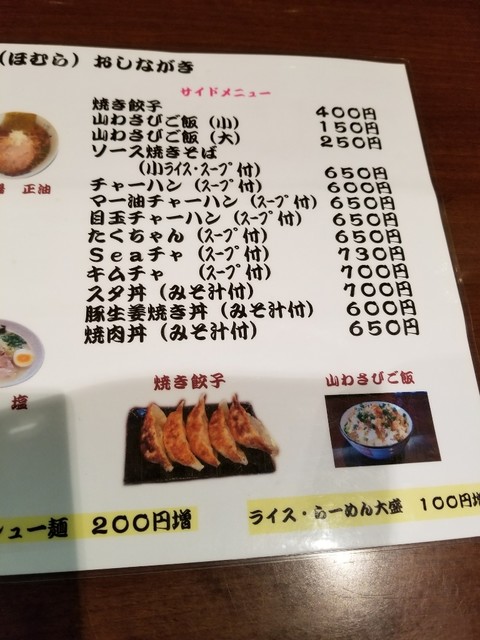 （ほむら）おしながき
サイドメニュー
焼き餃子 400円
山わさびご飯（小） 150円
山わさびご飯（大） 250円
ソース焼きそば
（小ライス・スープ付） 650円
チャーハン（スープ付） 600円
マー油チャーハン（スープ付） 650円
目玉チャーハン（スープ付） 650円
たくちゃん（スープ付） 650円
Ｓｅａチャ（スープ付） 730円
キムチャ（スープ付） 700円
スタ丼（みそ汁付） 700円
豚生姜焼き丼（みそ汁付） 600円
焼肉丼（みそ汁付） 650円
正油
塩
焼き餃子
山わさびご飯
ュー麺 200円増
ライス・らーめん大盛 100円増